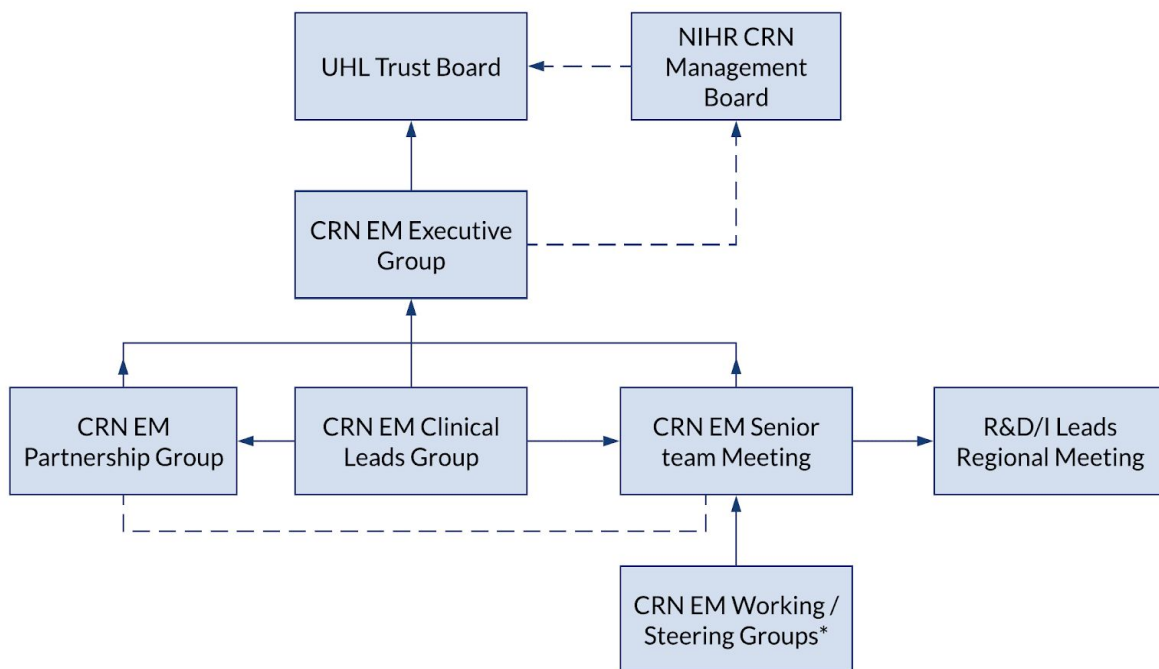 UHL Trust Board
NIHR CRN
Management
Board
CRN EM Executive
Group
CRN EM
Partnership Group
CRN EM Clinical
Leads Group
CRN EM Senior
team Meeting
R&D/I Leads
Regional Meeting
CRN EM Working /
Steering Groups*